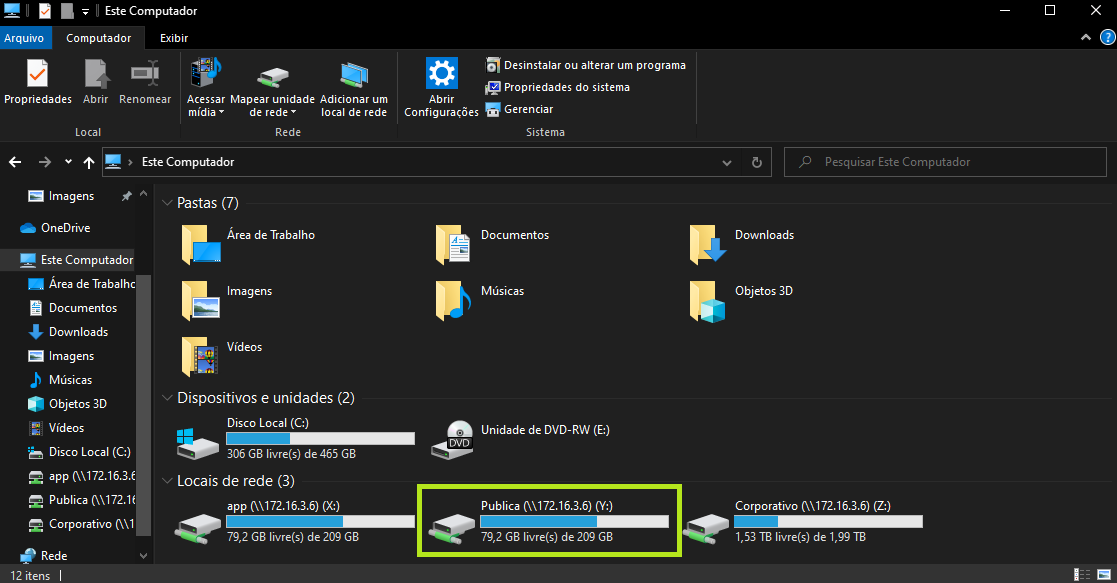 Este Computador
Arquivo
Computador
Exibir
Propriedades
Abrir
Renomear
Local
Acessar mídia
Mapear unidade de rede
Adicionar um local de rede
Rede
Abrir Configurações
Desinstalar ou alterar um programa
Propriedades do sistema
Gerenciar
Sistema
Este Computador
Pesquisar Este Computador
Imagens
OneDrive
Este Computador
Área de Trabalho
Documentos
Downloads
Imagens
Músicas
Objetos 3D
Vídeos
Disco Local (C:)
app (\\172.16.3.6
Publica (\\172.16
Corporativo (\\1
Rede
Pastas (7)
Área de Trabalho
Documentos
Downloads
Imagens
Músicas
Objetos 3D
Vídeos
Dispositivos e unidades (2)
Disco Local (C:)
306 GB livre(s) de 465 GB
DVD
Unidade de DVD-RW (E:)
Locais de rede (3)
app (\\172.16.3.6) (X:)
79,2 GB livre(s) de 209 GB
Publica (\\172.16.3.6) (Y:)
79,2 GB livre(s) de 209 GB
Corporativo (\\172.16.3.6) (Z:)
1,53 TB livre(s) de 1,99 TB
12 itens